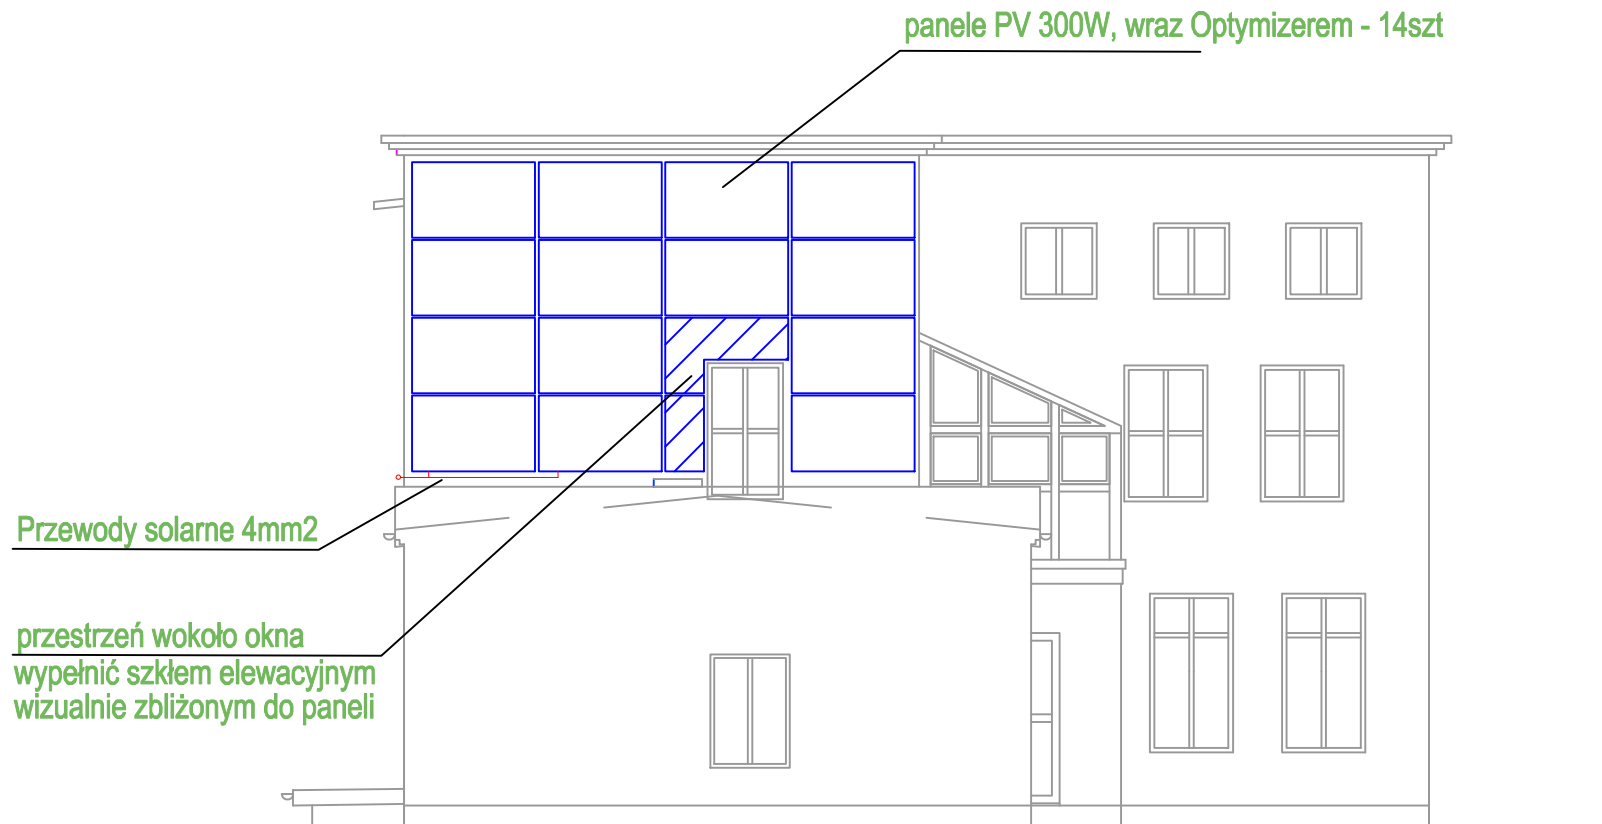 panele PV 300W, wraz Optymizerem - 14szt
Przewody solarne 4mm2
przestrzeń wokoło okna
wypełnić szkłem elewacyjnym
wizualnie zbliżonym do paneli